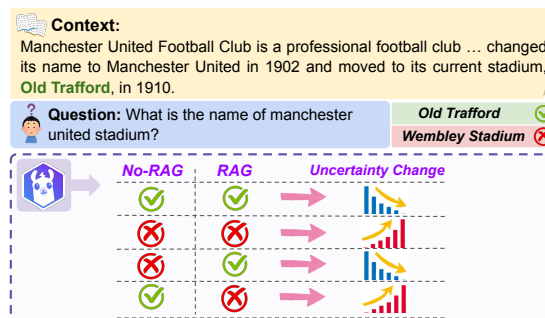 Context:
Manchester United Football Club is a professional football club … changed
its name to Manchester United in 1902 and moved to its current stadium,
Old Trafford, in 1910.
Question: What is the name of manchester
united stadium?
Old Trafford
Wembley Stadium
No-RAG RAG Uncertainty Change